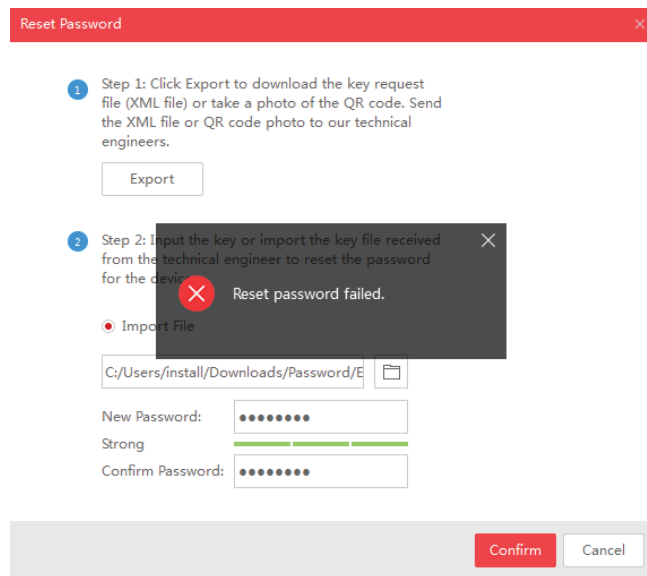 Reset Password
1
Step 1: Click Export to download the key request
file (XML file) or take a photo of the QR code. Send
the XML file or QR code photo to our technical
engineers.
Export
2
Step 2: Input the key or import the key file received
from the technical engineer to reset the password
for the device.
Reset password failed.
Import File
C:/Users/install/Downloads/Password/E
New Password:
Strong
Confirm Password:
Confirm
Cancel